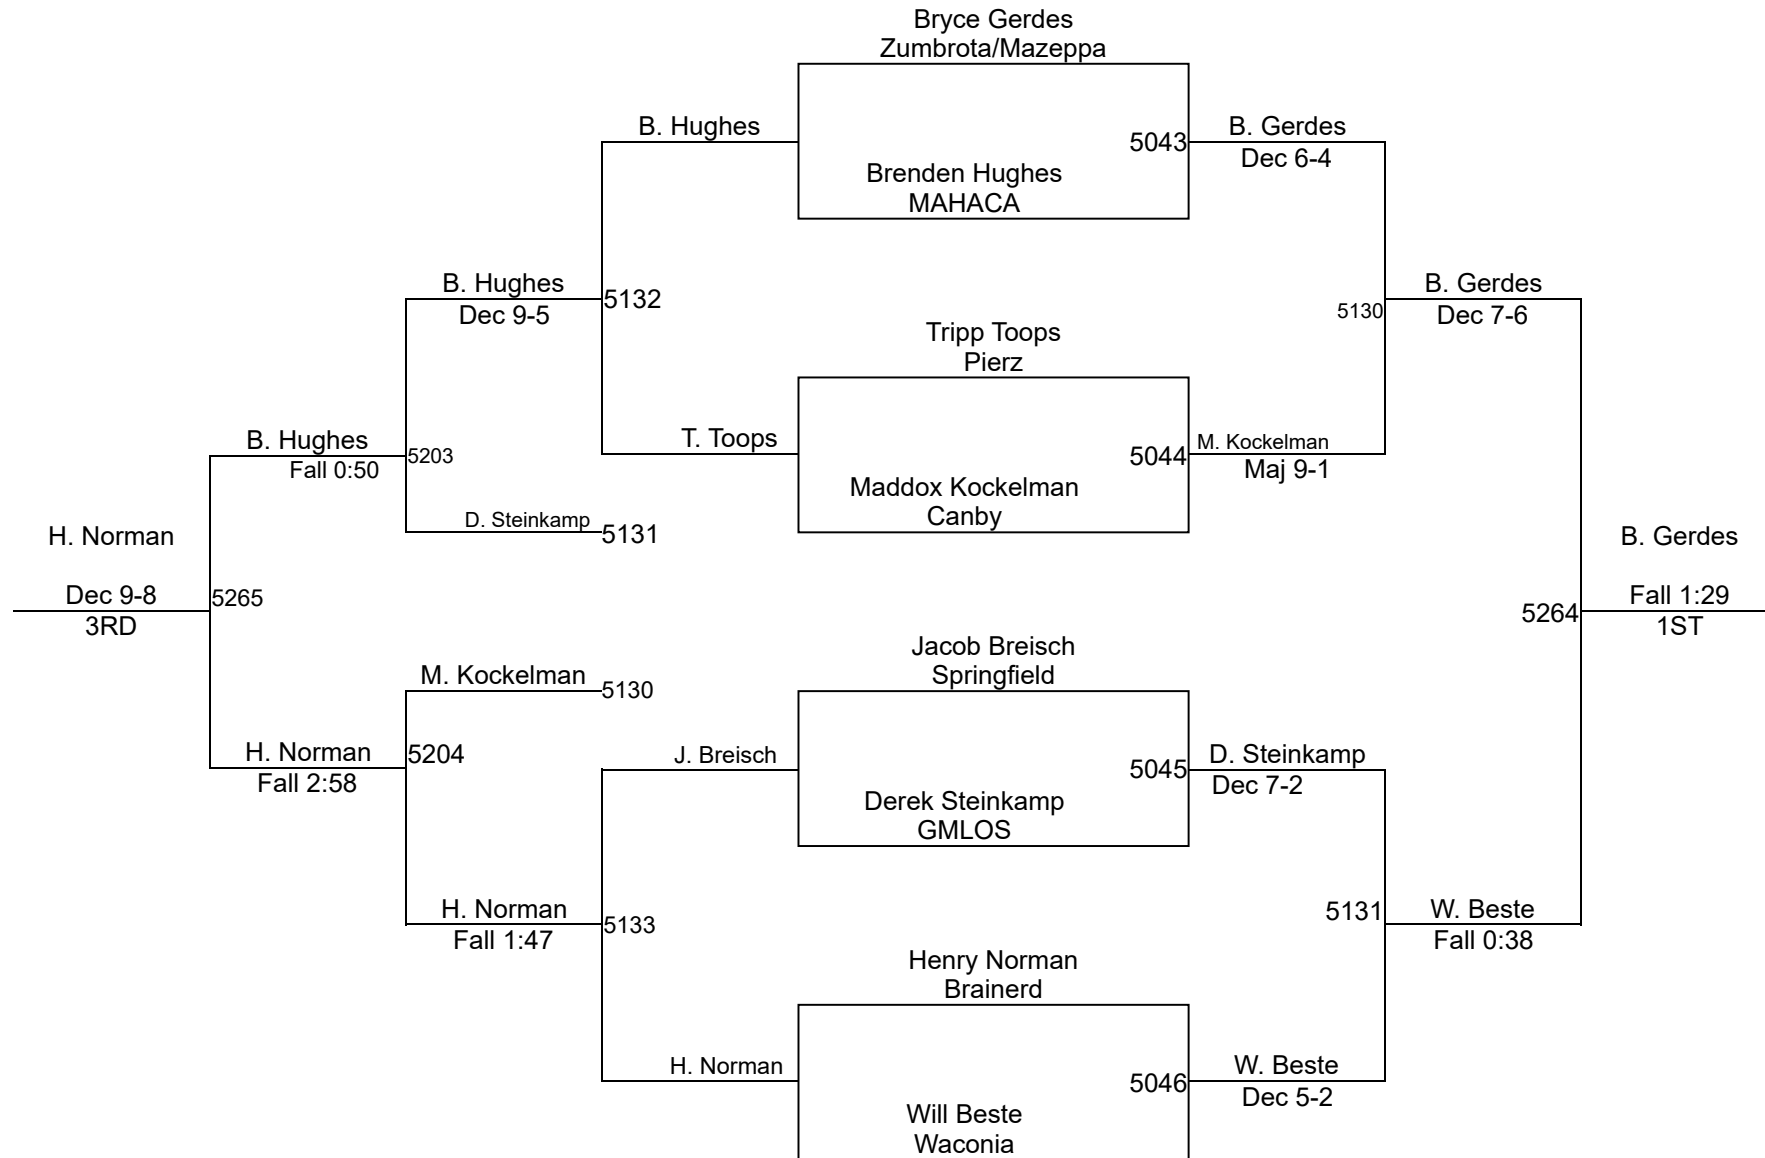 Bryce Gerdes
Zumbrota/Mazeppa
B. Hughes
5043
B. Gerdes
Dec 6-4
Brenden Hughes
MAHACA
B. Hughes
Dec 9-5
5132
5130
B. Gerdes
Dec 7-6
Tripp Toops
Pierz
T. Toops
5044
M. Kockelman
Maj 9-1
B. Hughes
Fall 0:50
5203
Maddox Kockelman
Canby
D. Steinkamp
5131
H. Norman
B. Gerdes
Dec 9-8
3RD
5265
5264
Fall 1:29
1ST
Jacob Breisch
Springfield
M. Kockelman
5130
H. Norman
Fall 2:58
5204
J. Breisch
5045
D. Steinkamp
Dec 7-2
Derek Steinkamp
GMLOS
H. Norman
Fall 1:47
5133
5131
W. Beste
Fall 0:38
Henry Norman
Brainerd
H. Norman
5046
W. Beste
Dec 5-2
Will Beste
Waconia